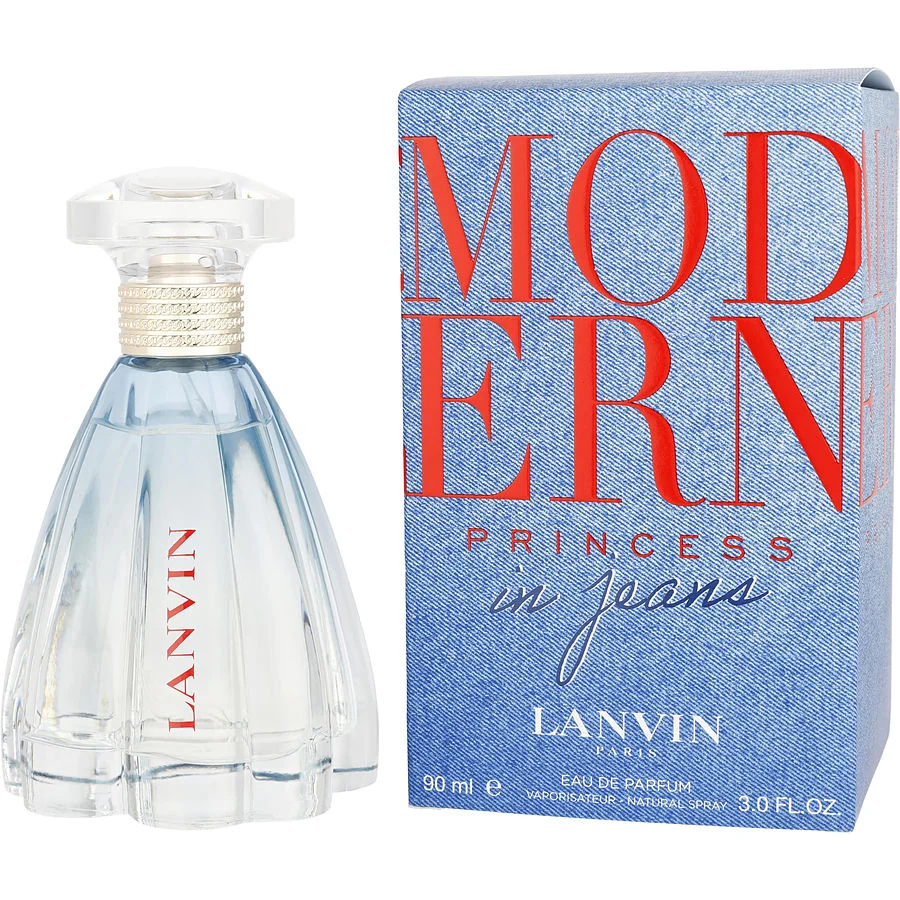 LANVIN
MOD
ERN
PRINCESS
in jeans
LANVIN
PARIS
90 ml e
EAU DE PARFUM
VAPORISATEUR - NATURAL SPRAY
3.0 FL.OZ.